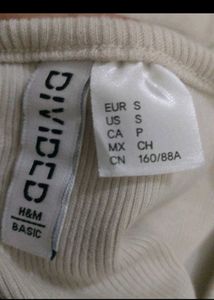 DIVIDED
H&M
BASIC
EUR S
US S
CA P
MX CH
CN 160/88A